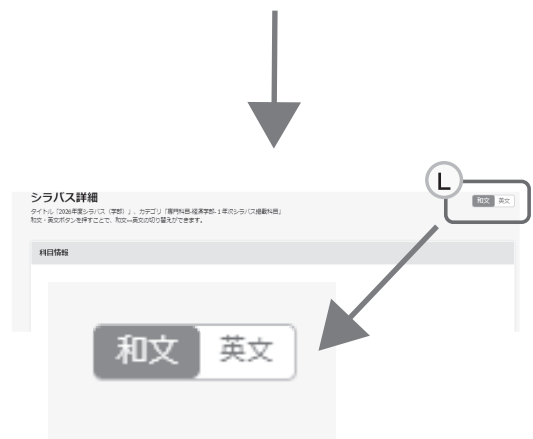 シラバス詳細
L
和文 英文
タイトル「2026年度シラバス（学部）」、カテゴリ「専門科目-経済学部-１年次シラバス掲載科目」
和文・英文ボタンを押すことで、和文⇔英文の切り替えができます。
科目情報
和文 英文